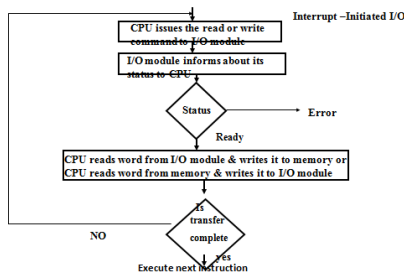 Interrupt –Initiated I/O
CPU issues the read or write
command to I/O module
I/O module informs about its
status to CPU
Status
Error
Ready
CPU reads word from I/O module & writes it to memory or
CPU reads word from memory & writes it to I/O module
Is
transfer
complete
NO
yes
Execute next instruction